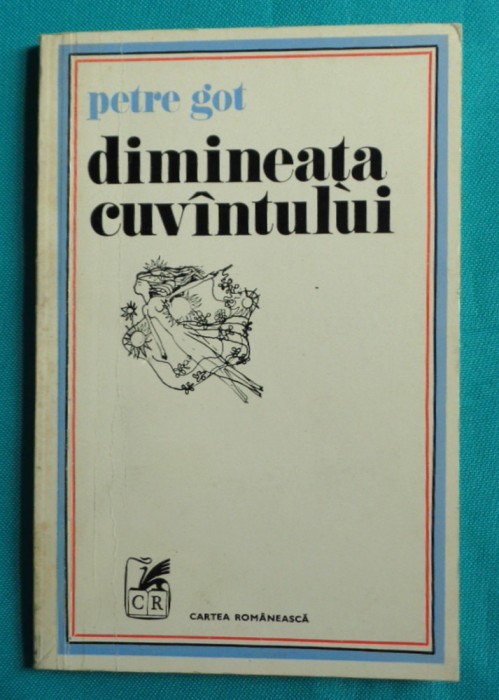 petre got
dimineața
cuvîntului
CR
CARTEA ROMÂNEASCĂ